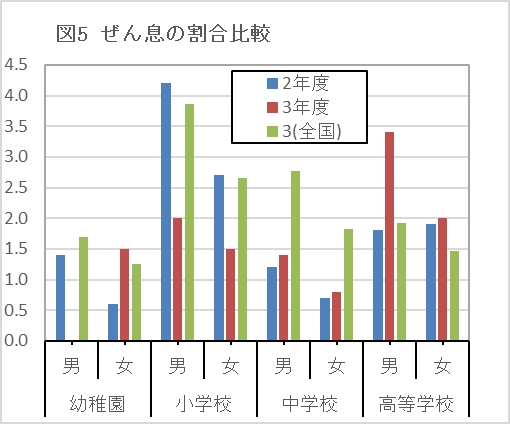 図5 ぜん息の割合比較
4.5
4.0
3.5
3.0
2.5
2.0
1.5
1.0
0.5
0.0
2年度
3年度
3(全国)
男 女 男 女 男 女 男 女
幼稚園 小学校 中学校 高等学校